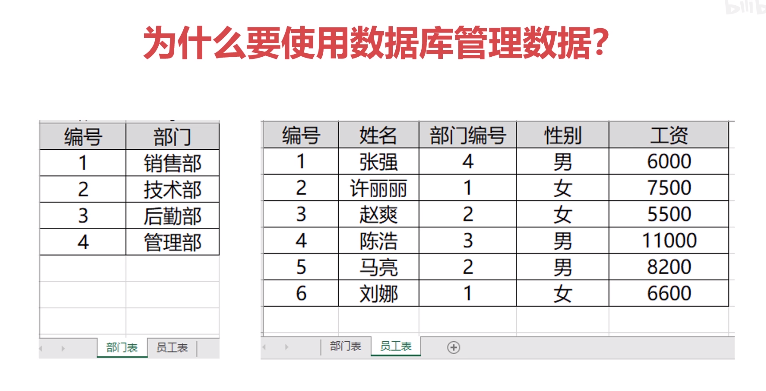 为什么要使用数据库管理数据?
编号 部门
1 销售部
2 技术部
3 后勤部
4 管理部
部门表 员工表
编号 姓名 部门编号 性别 工资
1 张强 4 男 6000
2 许丽丽 1 女 7500
3 赵爽 2 女 5500
4 陈浩 3 男 11000
5 马亮 2 男 8200
6 刘娜 1 女 6600
部门表 员工表